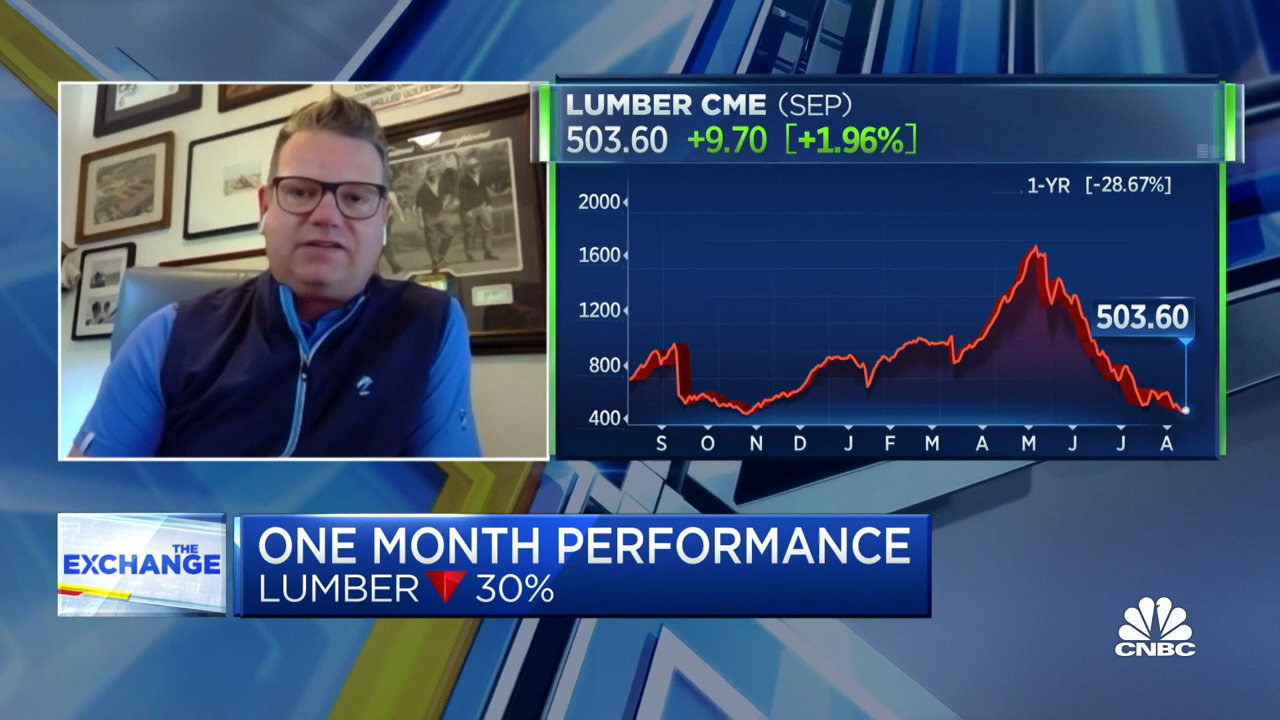 LUMBER CME (SEP)
503.60 +9.70 [+1.96%]
1-YR [-28.67%]
2000
1600
1200
800
400
503.60
S O N D J F M A M J J A
THE
EXCHANGE
ONE MONTH PERFORMANCE
LUMBER ▼ 30%
CNBC